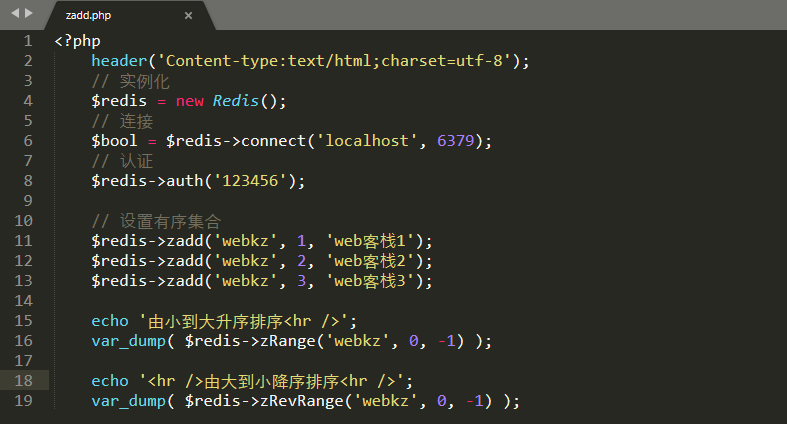 zadd.php
1 <?php
2 header('Content-type:text/html;charset=utf-8');
3 // 实例化
4 $redis = new Redis();
5 // 连接
6 $bool = $redis->connect('localhost', 6379);
7 // 认证
8 $redis->auth('123456');
9
10 // 设置有序集合
11 $redis->zadd('webkz', 1, 'web客栈1');
12 $redis->zadd('webkz', 2, 'web客栈2');
13 $redis->zadd('webkz', 3, 'web客栈3');
14
15 echo '由小到大升序排序<hr />';
16 var_dump( $redis->zRange('webkz', 0, -1) );
17
18 echo '<hr />由大到小降序排序<hr />';
19 var_dump( $redis->zRevRange('webkz', 0, -1) );